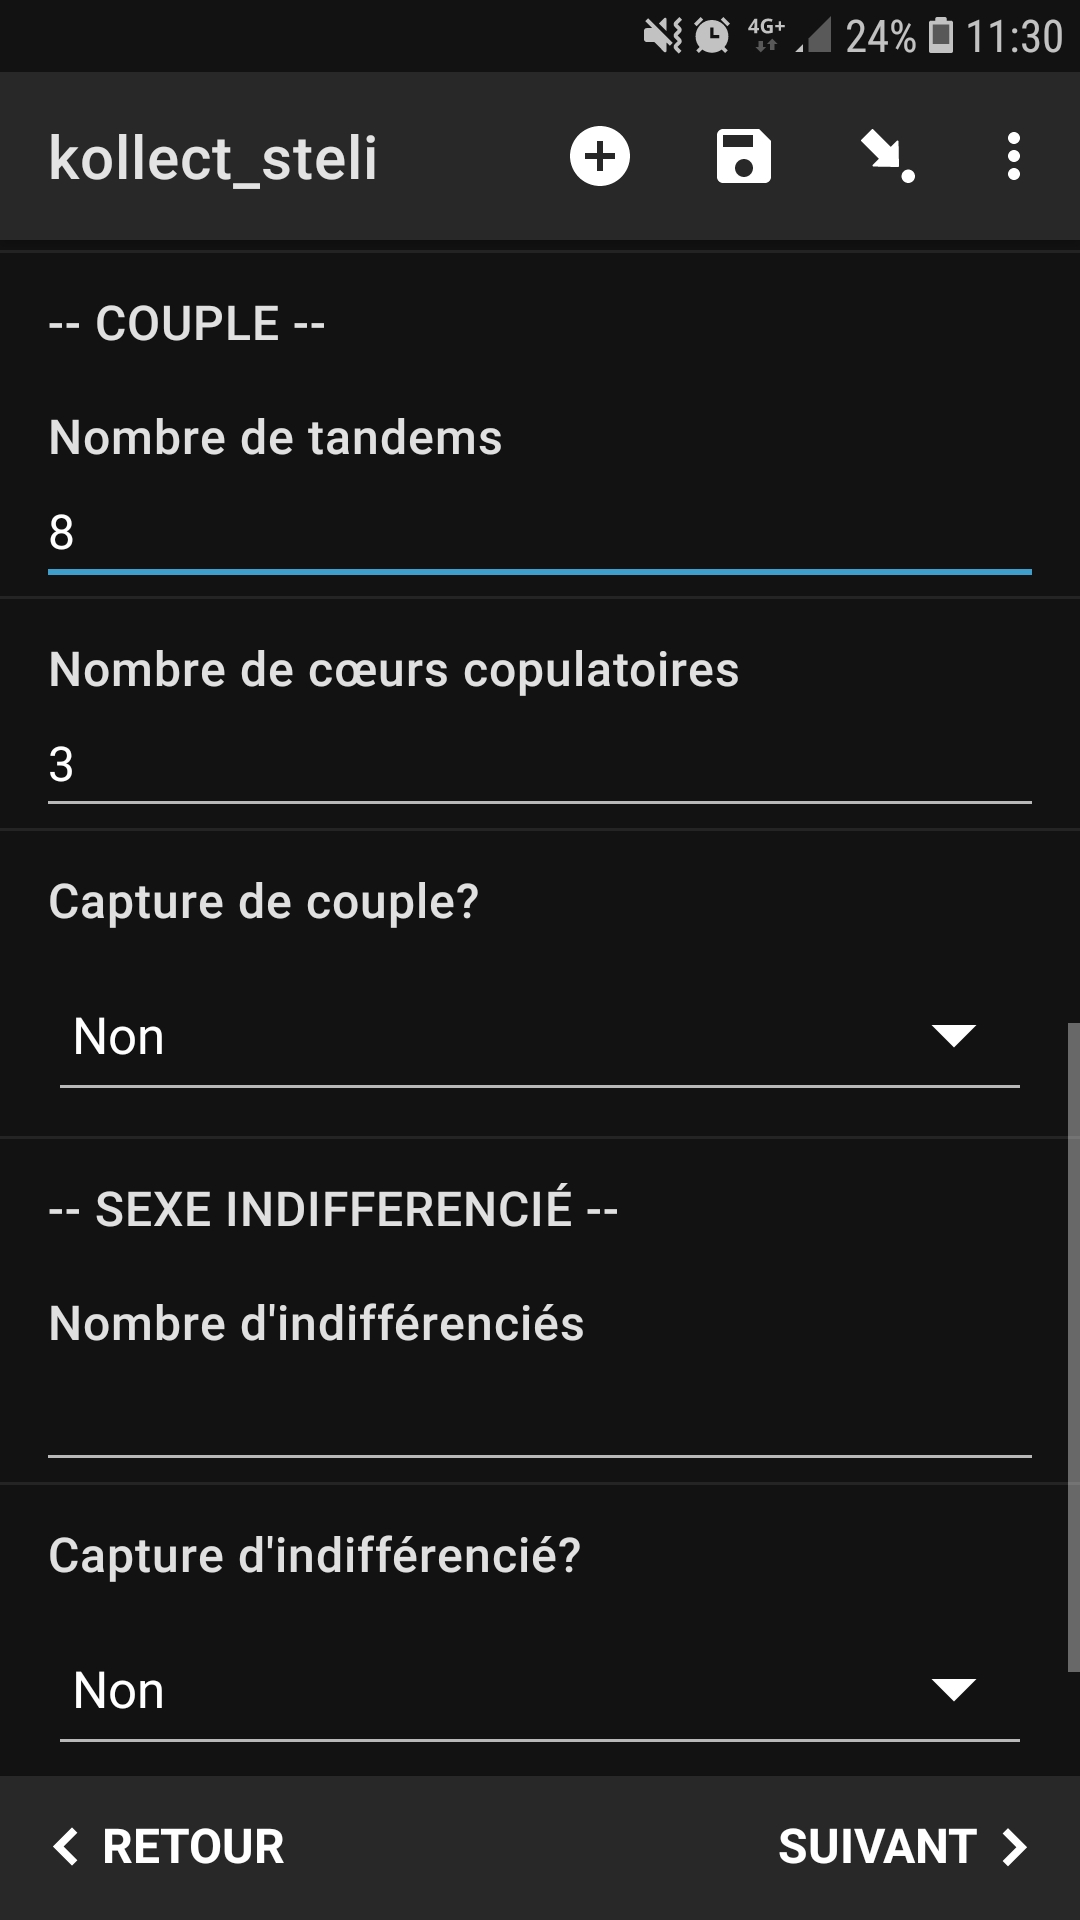 4G+ 24% 11:30
kollect_steli
-- COUPLE --
Nombre de tandems
8
Nombre de cœurs copulatoires
3
Capture de couple?
Non
-- SEXE INDIFFERENCIÉ --
Nombre d'indifférenciés
Capture d'indifférencié?
Non
RETOUR SUIVANT